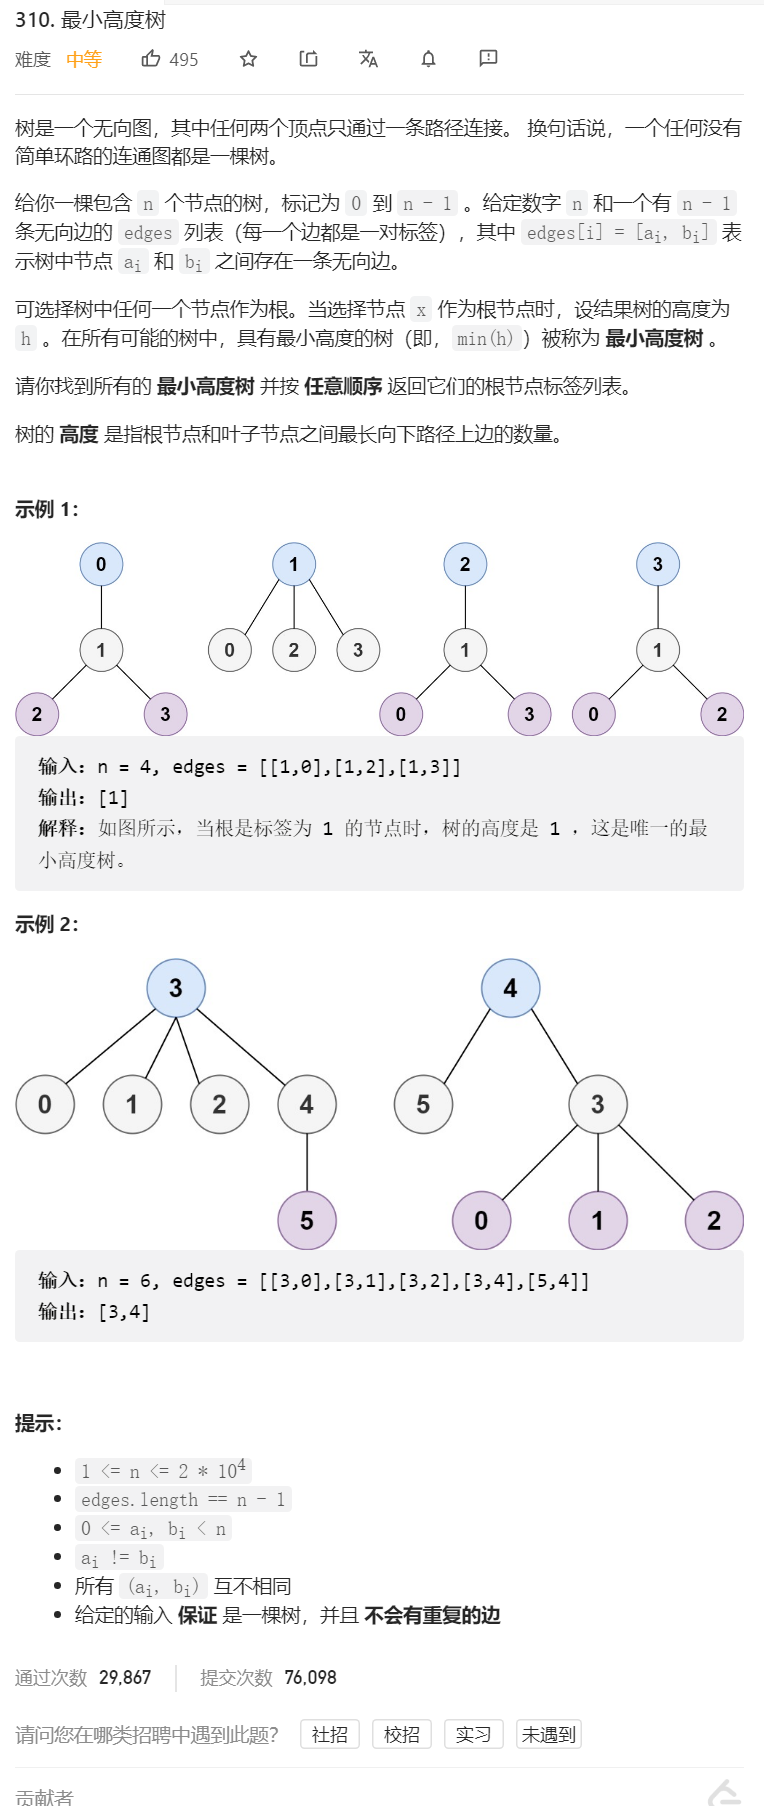 310. 最小高度树
难度 中等 495
树是一个无向图，其中任何两个顶点只通过一条路径连接。 换句话说，一个任何没有
简单环路的连通图都是一棵树。
给你一棵包含 n 个节点的树，标记为 0 到 n - 1 。给定数字 n 和一个有 n - 1
条无向边的 edges 列表（每一个边都是一对标签），其中 edges[i] = [ai, bi] 表
示树中节点 ai 和 bi 之间存在一条无向边。
可选择树中任何一个节点作为根。当选择节点 x 作为根节点时，设结果树的高度为
h 。在所有可能的树中，具有最小高度的树（即，min(h)）被称为 最小高度树 。
请你找到所有的 最小高度树 并按 任意顺序 返回它们的根节点标签列表。
树的 高度 是指根节点和叶子节点之间最长向下路径上边的数量。
示例 1：
0 1 2 3
1 0 2 3 1 1
2 3 0 3 0 2
输入：n = 4, edges = [[1,0],[1,2],[1,3]]
输出：[1]
解释：如图所示，当根是标签为 1 的节点时，树的高度是 1 ，这是唯一的最
小高度树。
示例 2：
3 4
0 1 2 4 5 3
5 0 1 2
输入：n = 6, edges = [[3,0],[3,1],[3,2],[3,4],[5,4]]
输出：[3,4]
提示：
• 1 <= n <= 2 * 10⁴
• edges.length == n - 1
• 0 <= ai, bi < n
• ai != bi
• 所有 (ai, bi) 互不相同
• 给定的输入 保证 是一棵树，并且 不会有重复的边
通过次数 29,867 提交次数 76,098
请问您在哪类招聘中遇到此题？ 社招 校招 实习 未遇到
贡献者